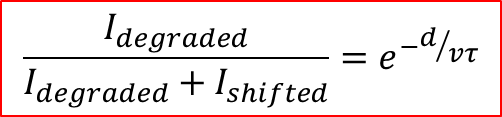 I_degraded / (I_degraded + I_shifted) = e^(-d/vτ)